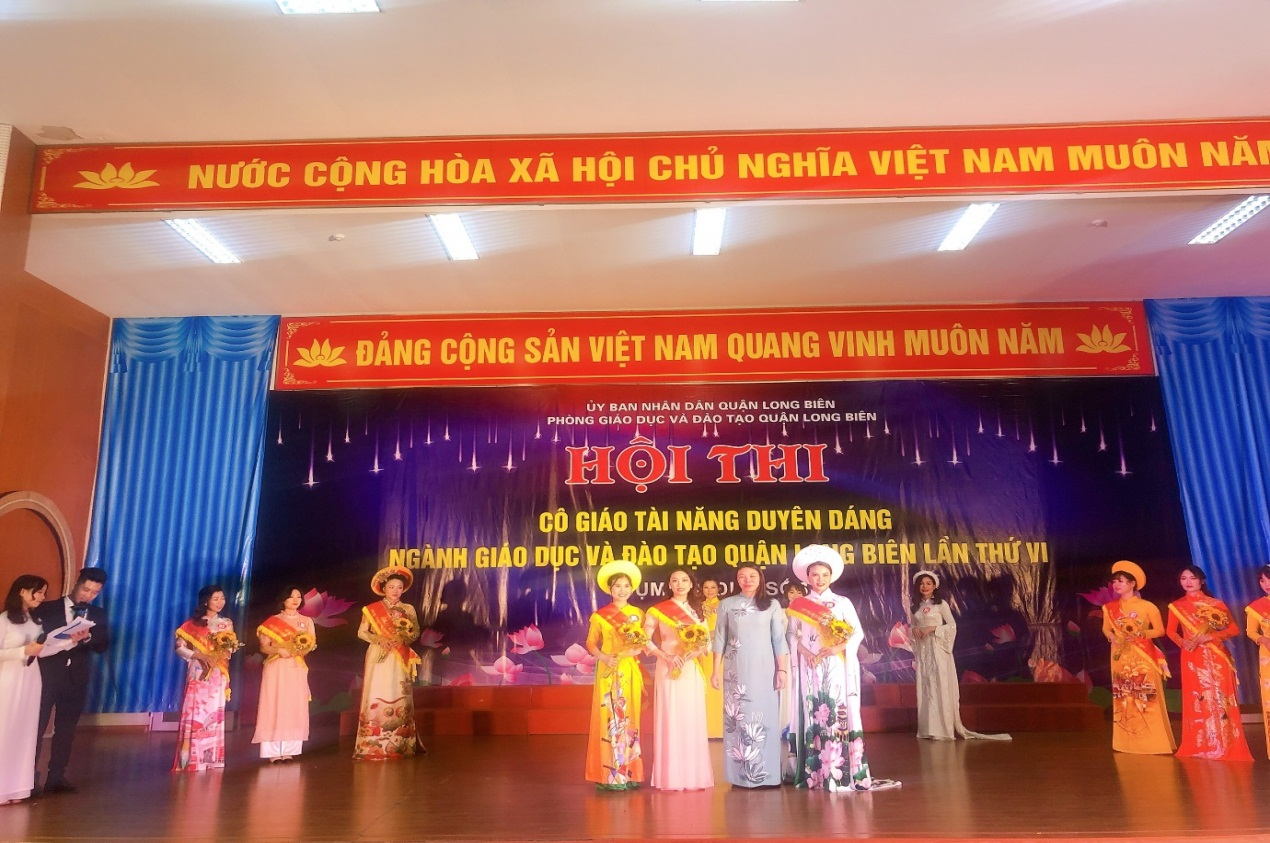 NƯỚC CỘNG HÒA XÃ HỘI CHỦ NGHĨA VIỆT NAM MUÔN NĂM
ĐẢNG CỘNG SẢN VIỆT NAM QUANG VINH MUÔN NĂM
ỦY BAN NHÂN DÂN QUẬN LONG BIÊN
PHÒNG GIÁO DỤC VÀ ĐÀO TẠO QUẬN LONG BIÊN
HỘI THI
CÔ GIÁO TÀI NĂNG DUYÊN DÁNG
NGÀNH GIÁO DỤC VÀ ĐÀO TẠO QUẬN LONG BIÊN LẦN THỨ VI